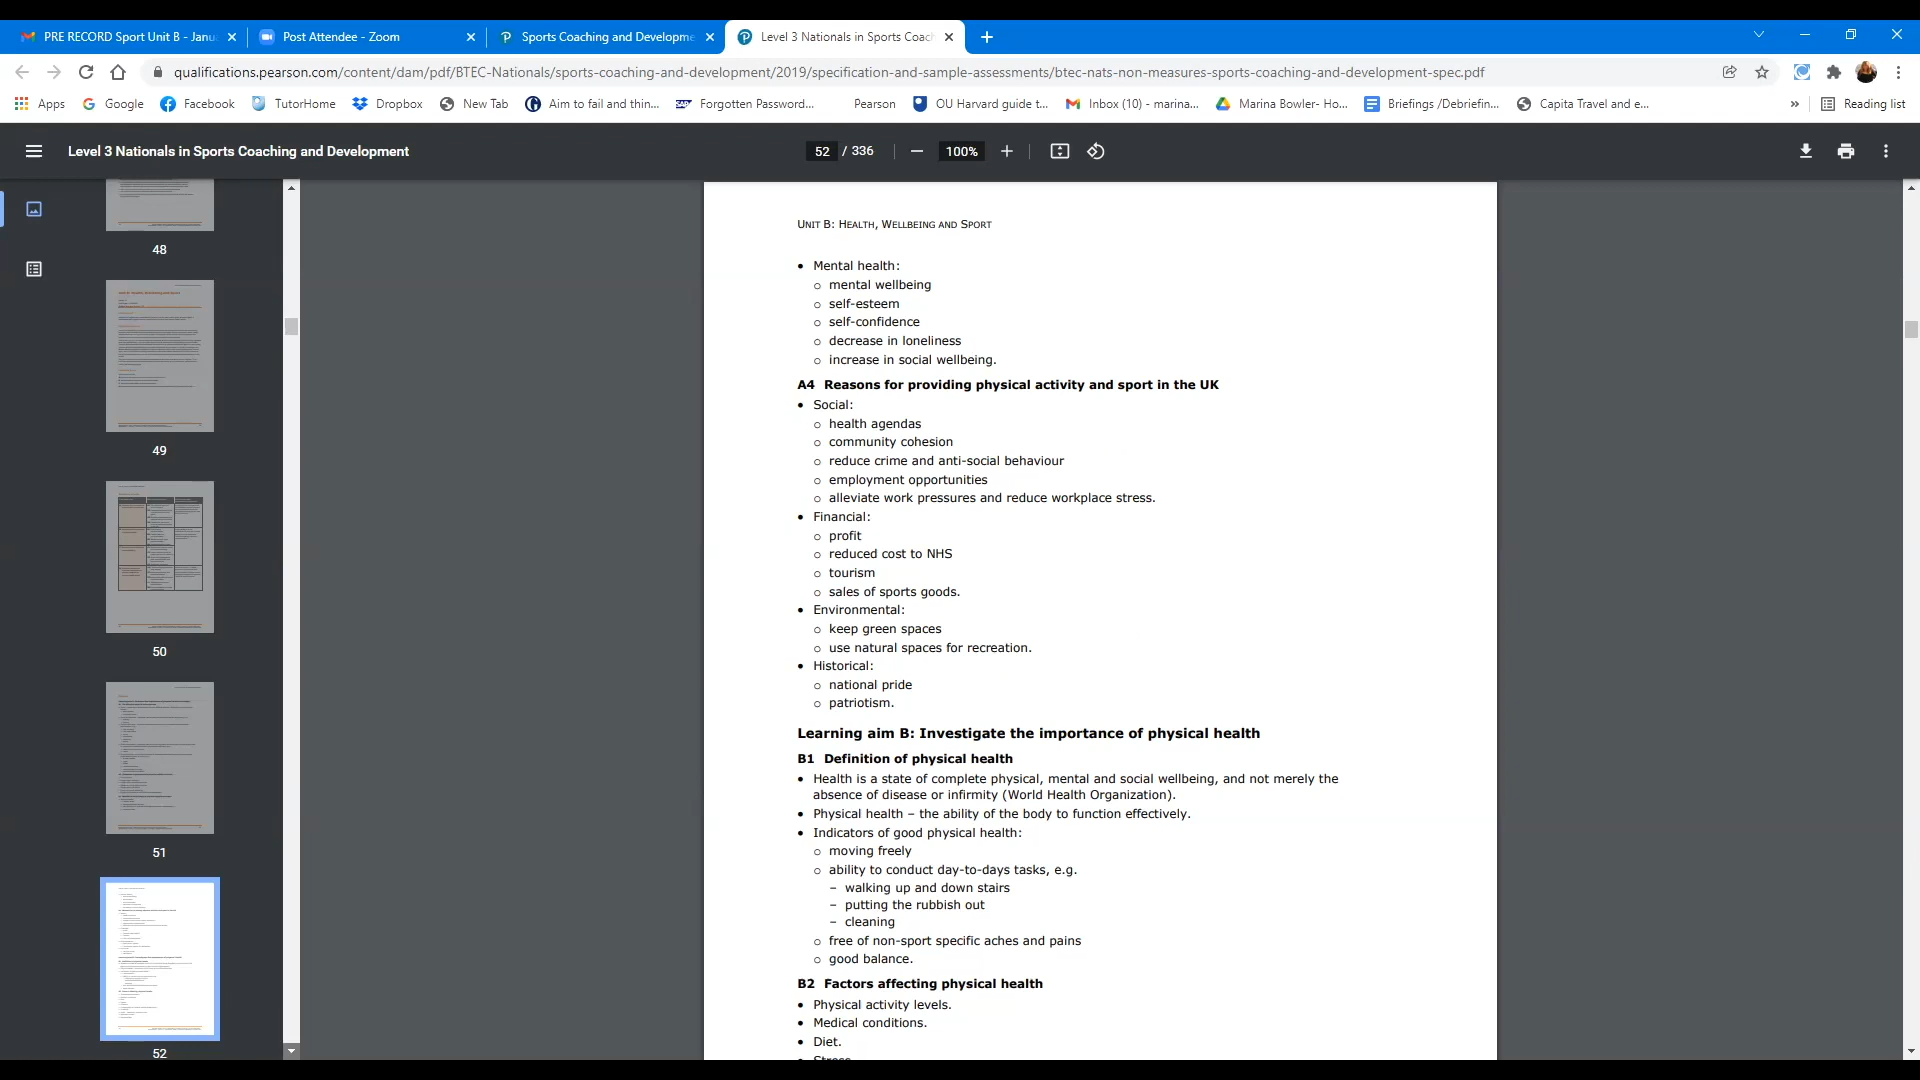 PRE RECORD Sport Unit B - Janu
Post Attendee - Zoom
Sports Coaching and Developme
Level 3 Nationals in Sports Coach
qualifications.pearson.com/content/dam/pdf/BTEC-Nationals/sports-coaching-and-development/2019/specification-and-sample-assessments/btec-nats-non-measures-sports-coaching-and-development-spec.pdf
Apps Google Facebook TutorHome Dropbox New Tab Aim to fail and thin... Forgotten Password... Pearson OU Harvard guide t... Inbox (10) - marina... Marina Bowler- Ho... Briefings /Debriefin... Capita Travel and e... » Reading list
Level 3 Nationals in Sports Coaching and Development
52 / 336
100%
48
49
50
51
52
UNIT B: HEALTH, WELLBEING AND SPORT
• Mental health:
o mental wellbeing
o self-esteem
o self-confidence
o decrease in loneliness
o increase in social wellbeing.
A4 Reasons for providing physical activity and sport in the UK
• Social:
o health agendas
o community cohesion
o reduce crime and anti-social behaviour
o employment opportunities
o alleviate work pressures and reduce workplace stress.
• Financial:
o profit
o reduced cost to NHS
o tourism
o sales of sports goods.
• Environmental:
o keep green spaces
o use natural spaces for recreation.
• Historical:
o national pride
o patriotism.
Learning aim B: Investigate the importance of physical health
B1 Definition of physical health
• Health is a state of complete physical, mental and social wellbeing, and not merely the
absence of disease or infirmity (World Health Organization).
• Physical health – the ability of the body to function effectively.
• Indicators of good physical health:
o moving freely
o ability to conduct day-to-days tasks, e.g.
– walking up and down stairs
– putting the rubbish out
– cleaning
o free of non-sport specific aches and pains
o good balance.
B2 Factors affecting physical health
• Physical activity levels.
• Medical conditions.
• Diet.